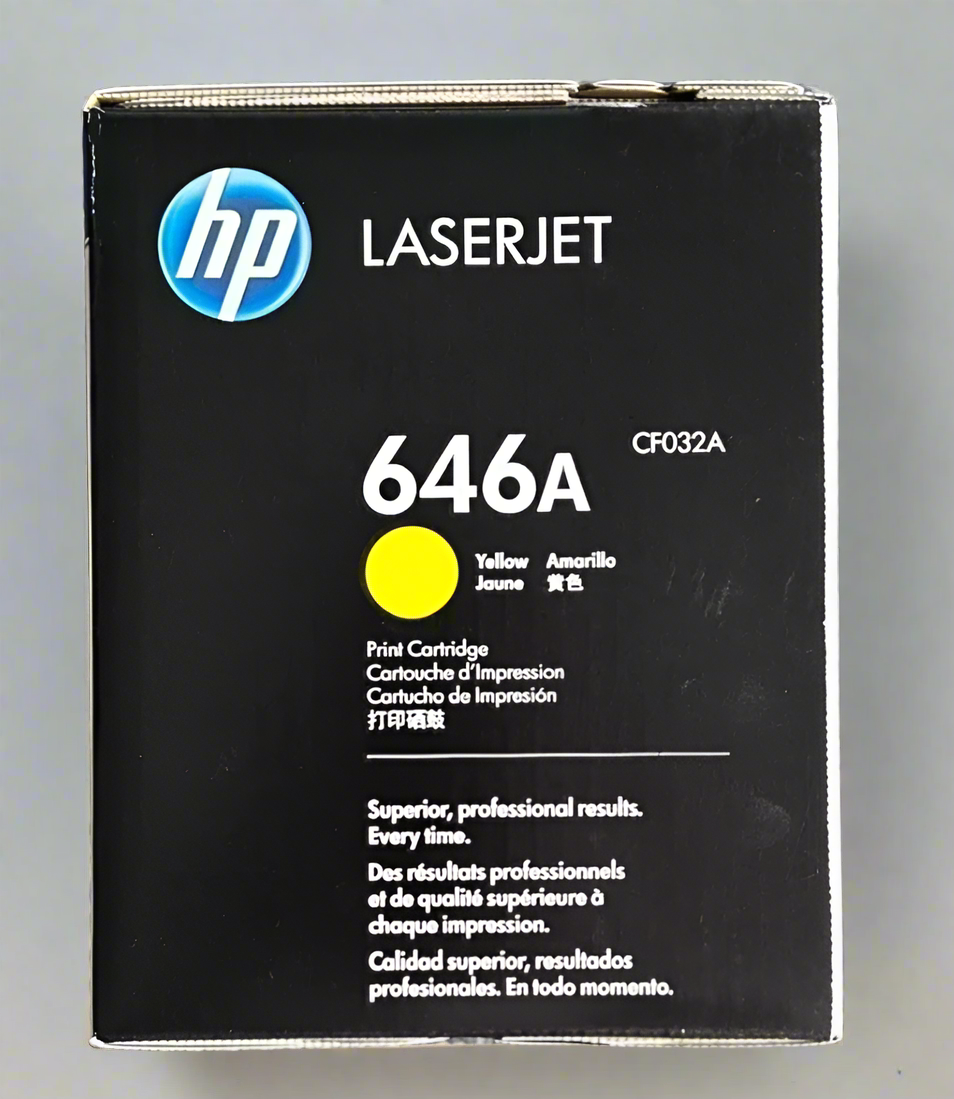 hp LASERJET
646A CF032A
Yellow Amarillo
Jaune 黄色
Print Cartridge
Cartouche d'Impression
Cartucho de Impresión
打印硒鼓
Superior, professional results.
Every time.
Des résultats professionnels
et de qualité supérieure à
chaque impression.
Calidad superior, resultados
profesionales. En todo momento.